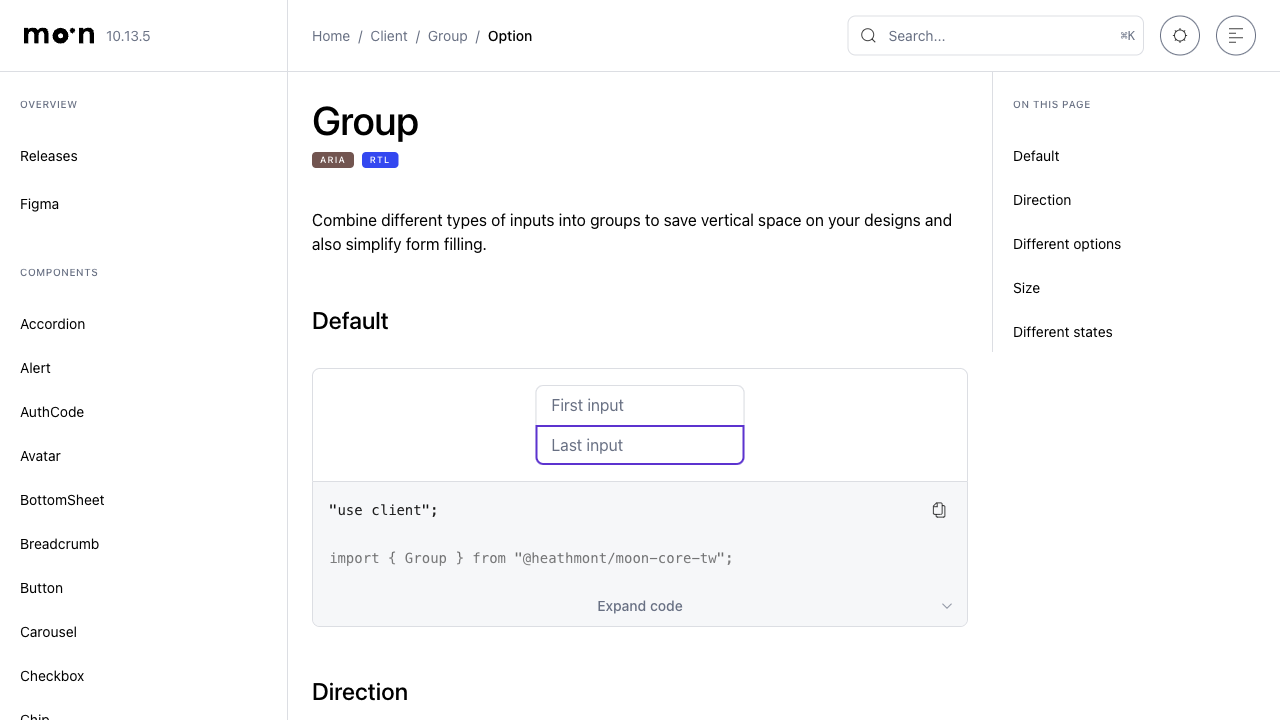 moon 10.13.5
Home / Client / Group / Option
Search... ⌘K
OVERVIEW
Releases
Figma
COMPONENTS
Accordion
Alert
AuthCode
Avatar
BottomSheet
Breadcrumb
Button
Carousel
Checkbox
Chip
Group
ARIA RTL
Combine different types of inputs into groups to save vertical space on your designs and
also simplify form filling.
Default
First input
Last input
"use client";
import { Group } from "@heathmont/moon-core-tw";
Expand code
Direction
ON THIS PAGE
Default
Direction
Different options
Size
Different states